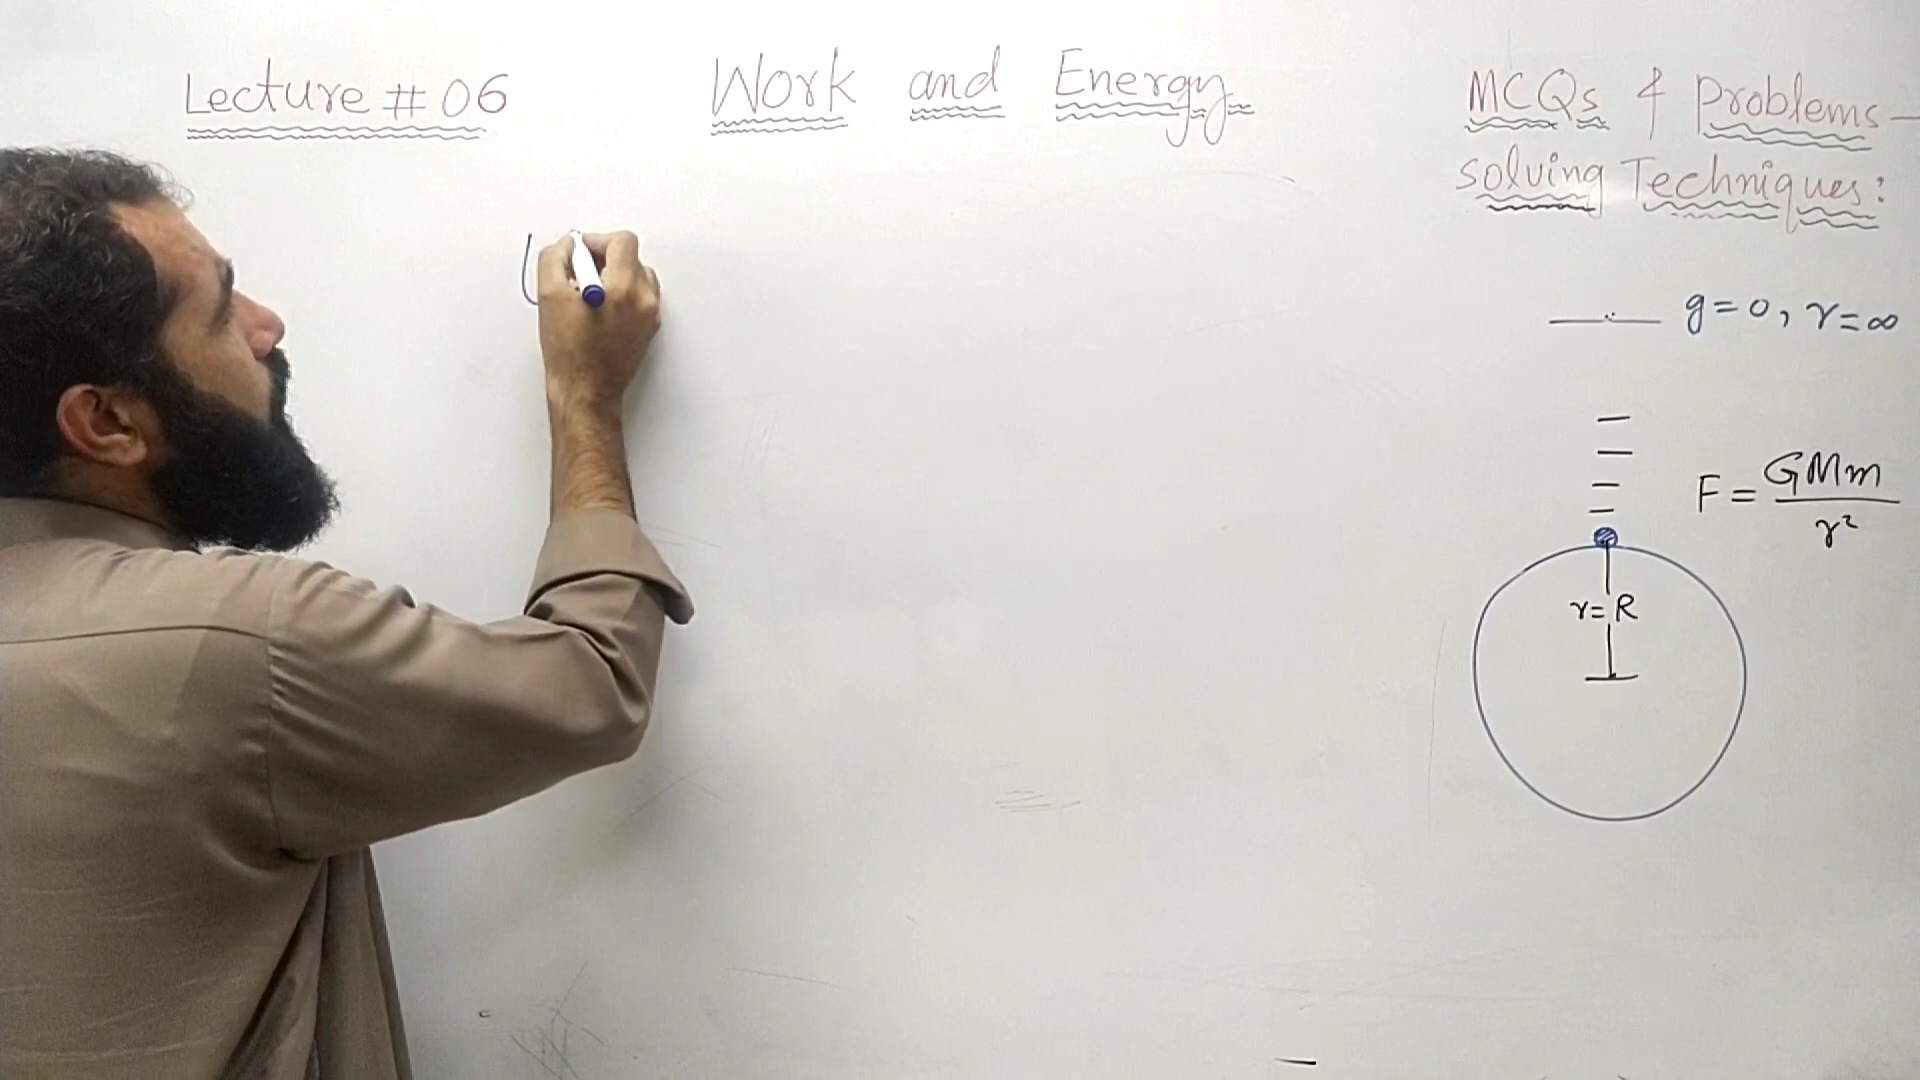 Lecture # 06
Work and Energy
MCQs & Problems-
solving Techniques:
g=0, r=∞
F = GMm/r²
r=R